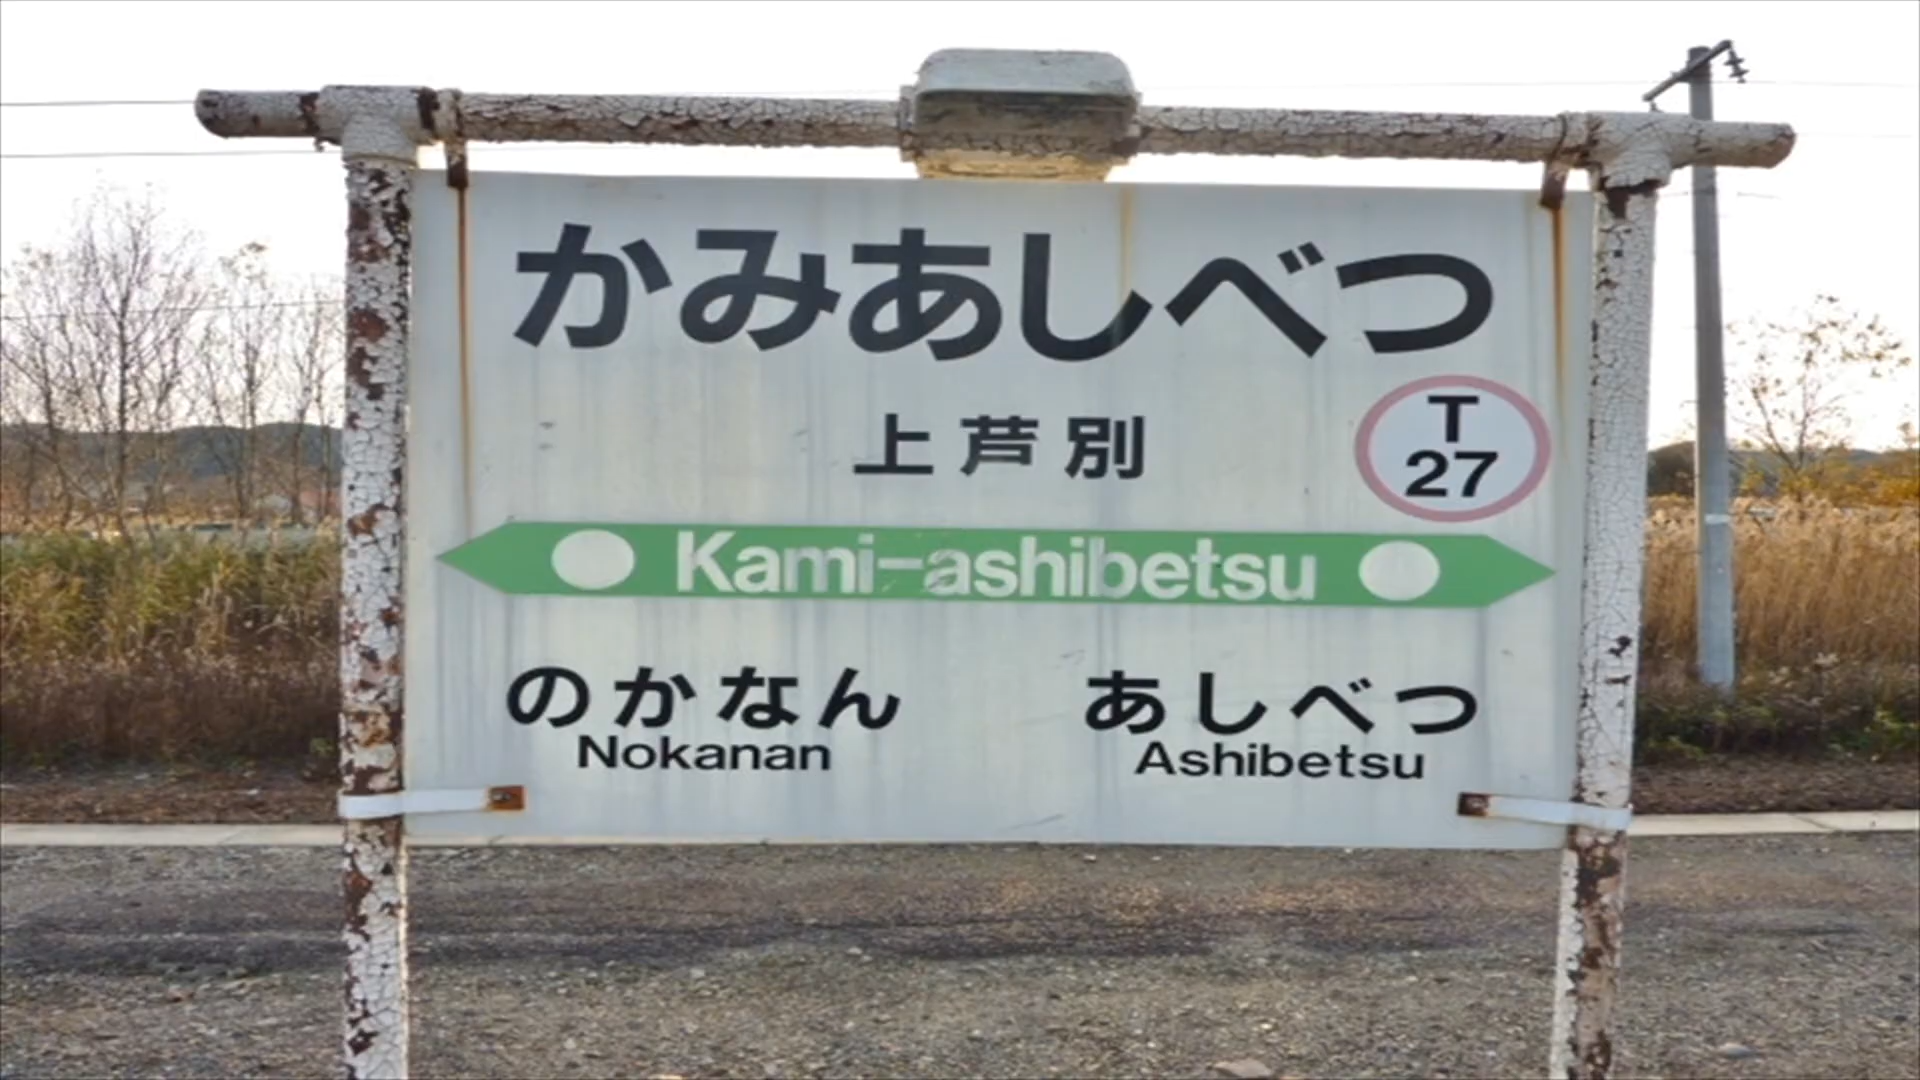 かみあしべつ
上芦別
T
27
Kami-ashibetsu
のかなん あしべつ
Nokanan Ashibetsu